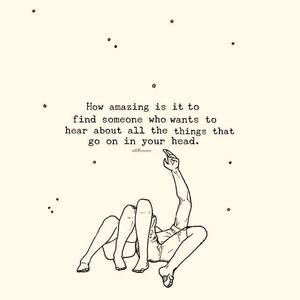 How amazing is it to
find someone who wants to
hear about all the things that
go on in your head.